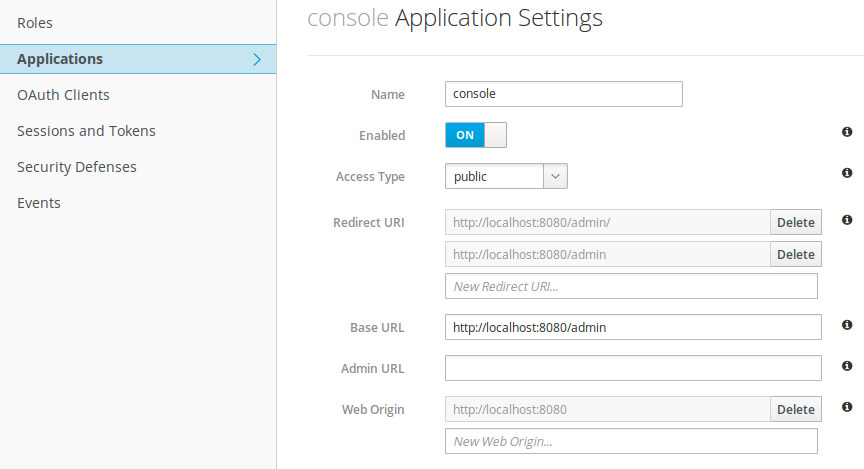 Roles
Applications
OAuth Clients
Sessions and Tokens
Security Defenses
Events
console Application Settings
Name console
Enabled ON
Access Type public
Redirect URI http://localhost:8080/admin/ Delete
http://localhost:8080/admin Delete
New Redirect URI...
Base URL http://localhost:8080/admin
Admin URL
Web Origin http://localhost:8080 Delete
New Web Origin...